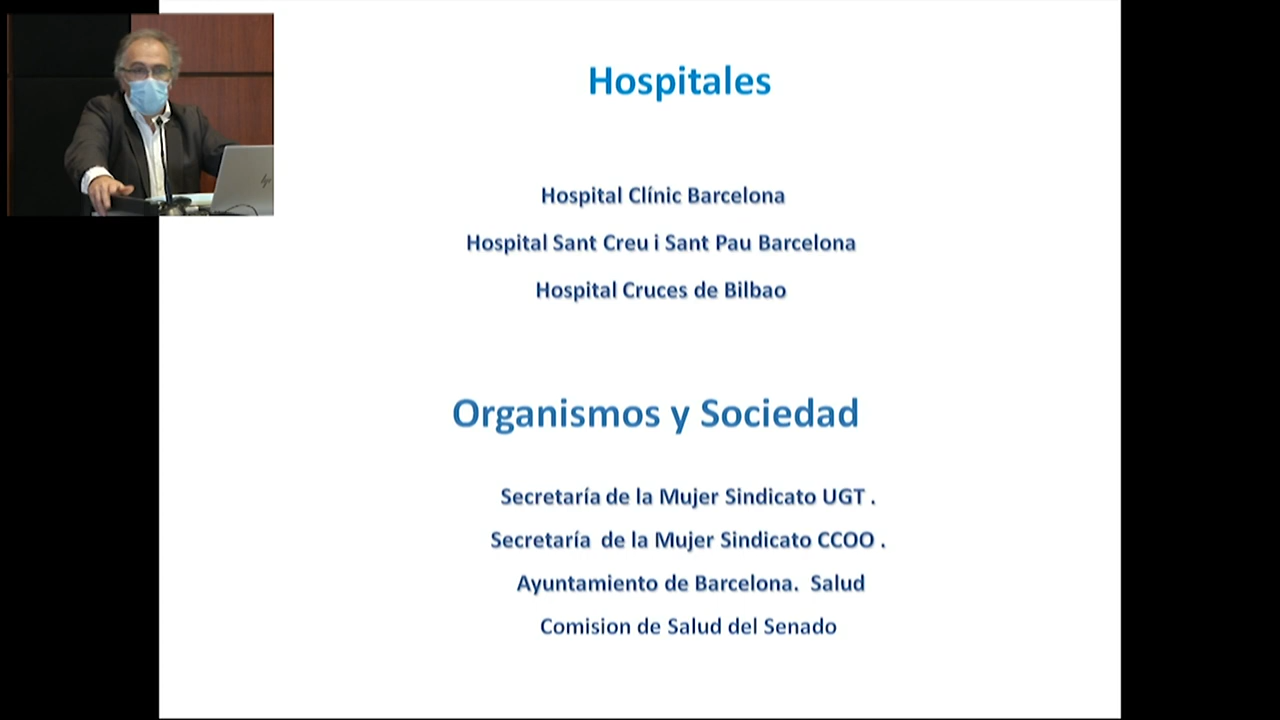 Hospitales
Hospital Clínic Barcelona
Hospital Sant Creu i Sant Pau Barcelona
Hospital Cruces de Bilbao
Organismos y Sociedad
Secretaría de la Mujer Sindicato UGT .
Secretaría de la Mujer Sindicato CCOO .
Ayuntamiento de Barcelona. Salud
Comision de Salud del Senado